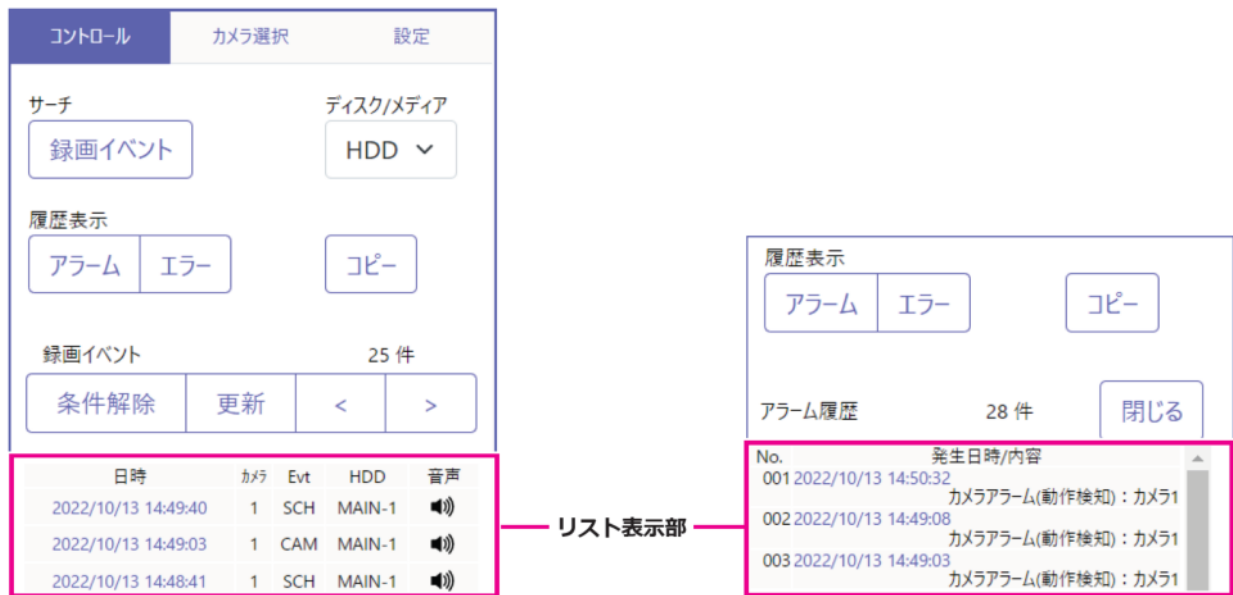 コントロール カメラ選択 設定
サーチ ディスク/メディア
録画イベント HDD
履歴表示
アラーム エラー コピー
録画イベント 25 件
条件解除 更新 < >
日時 カメラ Evt HDD 音声
2022/10/13 14:49:40 1 SCH MAIN-1
2022/10/13 14:49:03 1 CAM MAIN-1
2022/10/13 14:48:41 1 SCH MAIN-1
リスト表示部
履歴表示
アラーム エラー コピー
アラーム履歴 28 件 閉じる
No. 発生日時/内容
001 2022/10/13 14:50:32
カメラアラーム(動作検知)：カメラ1
002 2022/10/13 14:49:08
カメラアラーム(動作検知)：カメラ1
003 2022/10/13 14:49:03
カメラアラーム(動作検知)：カメラ1